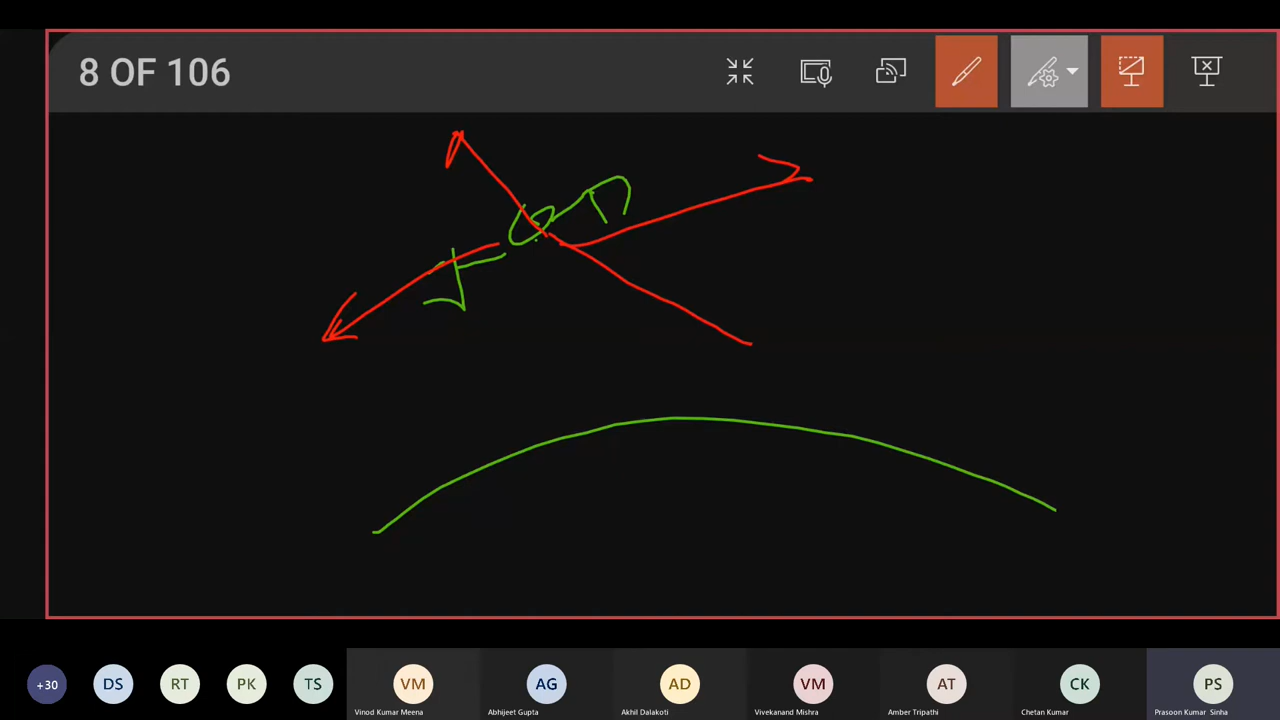 8 OF 106
+30
DS
RT
PK
TS
VM
AG
AD
VM
AT
CK
PS
Vinod Kumar Meena
Abhijeet Gupta
Akhil Dalakoti
Vivekanand Mishra
Amber Tripathi
Chetan Kumar
Prasoon Kumar Sinha